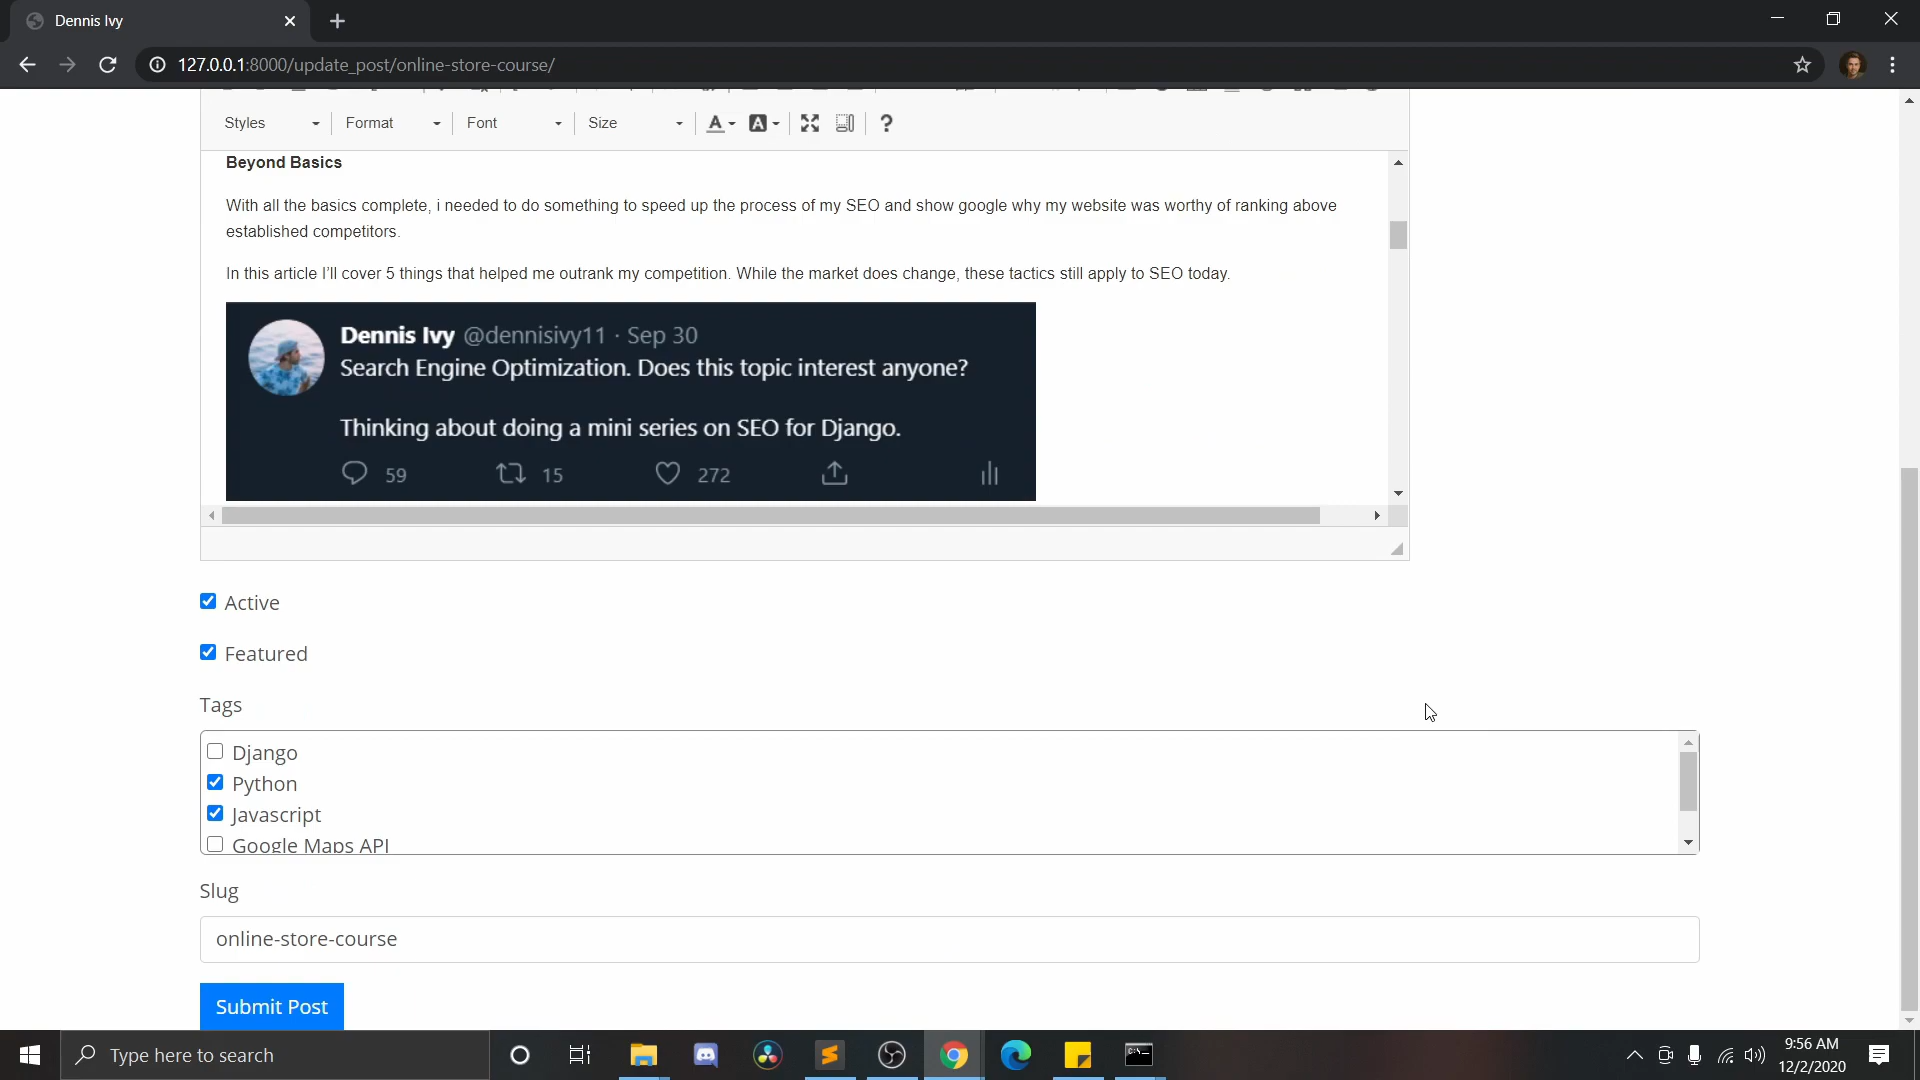 Dennis Ivy
127.0.0.1:8000/update_post/online-store-course/
Styles Format Font Size A A ?
Beyond Basics
With all the basics complete, i needed to do something to speed up the process of my SEO and show google why my website was worthy of ranking above
established competitors.
In this article I'll cover 5 things that helped me outrank my competition. While the market does change, these tactics still apply to SEO today.
Dennis Ivy @dennisivy11 · Sep 30
Search Engine Optimization. Does this topic interest anyone?
Thinking about doing a mini series on SEO for Django.
59 15 272
Active
Featured
Tags
Django
Python
Javascript
Google Maps API
Slug
online-store-course
Submit Post
Type here to search
9:56 AM
12/2/2020